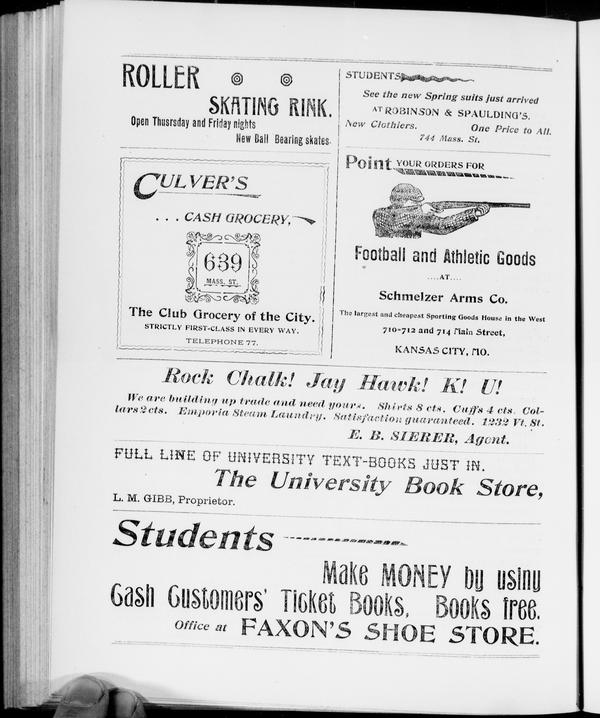 ROLLER
SKATING RINK.
Open Thusrsday and Friday nights
New Ball Bearing skates.
STUDENTS
See the new Spring suits just arrived
AT ROBINSON & SPAULDING'S,
New Clothiers. One Price to All.
744 Mass. St.
CULVER'S
. . . CASH GROCERY,
639
MASS. ST.
The Club Grocery of the City.
STRICTLY FIRST-CLASS IN EVERY WAY.
TELEPHONE 77.
Point YOUR ORDERS FOR
Football and Athletic Goods
....AT....
Schmelzer Arms Co.
The largest and cheapest Sporting Goods House in the West
710-712 and 714 Main Street,
KANSAS CITY, MO.
Rock Chalk! Jay Hawk! K! U!
We are building up trade and need yours. Shirts 8 cts. Cuffs 4 cts. Col-
lars 2 cts. Emporia Steam Laundry. Satisfaction guaranteed. 1232 Vt. St.
E. B. SIERER, Agent.
FULL LINE OF UNIVERSITY TEXT-BOOKS JUST IN.
The University Book Store,
L. M. GIBB, Proprietor.
Students
Make MONEY by using
Cash Customers' Ticket Books. Books free.
Office at FAXON'S SHOE STORE.